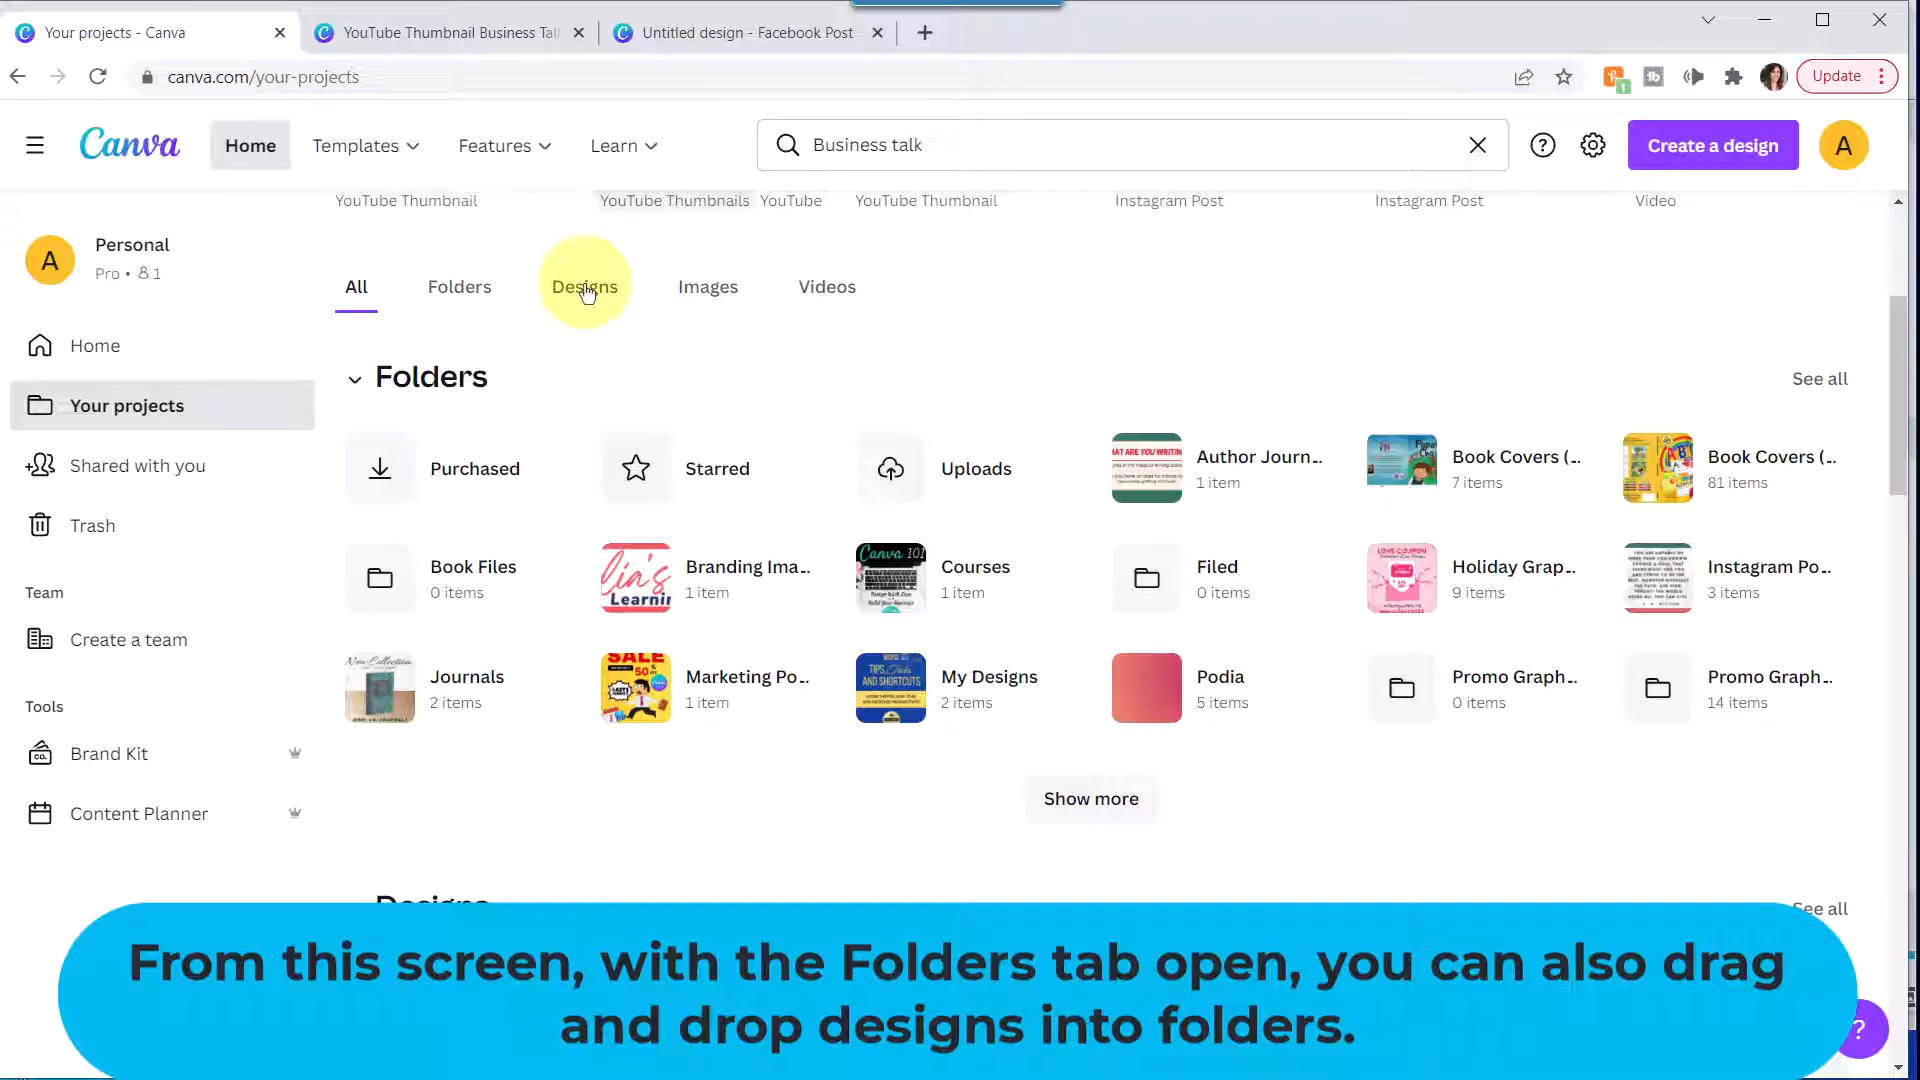 Your projects - Canva
YouTube Thumbnail Business Tal
Untitled design - Facebook Post
canva.com/your-projects
Update
Canva
Home
Templates
Features
Learn
Business talk
Create a design
A
YouTube Thumbnail
YouTube Thumbnails
YouTube
YouTube Thumbnail
Instagram Post
Instagram Post
Video
A
Personal
Pro • 1
All
Folders
Designs
Images
Videos
Home
Your projects
Shared with you
Trash
Team
Create a team
Tools
Brand Kit
Content Planner
Folders
See all
Purchased
Starred
Uploads
Author Journ...
1 item
Book Covers (...
7 items
Book Covers (...
81 items
Book Files
0 items
Branding Ima...
1 item
Courses
1 item
Filed
0 items
Holiday Grap...
9 items
Instagram Po...
3 items
Journals
2 items
Marketing Po...
1 item
My Designs
2 items
Podia
5 items
Promo Graph...
0 items
Promo Graph...
14 items
Show more
Designs
See all
From this screen, with the Folders tab open, you can also drag
and drop designs into folders.
?